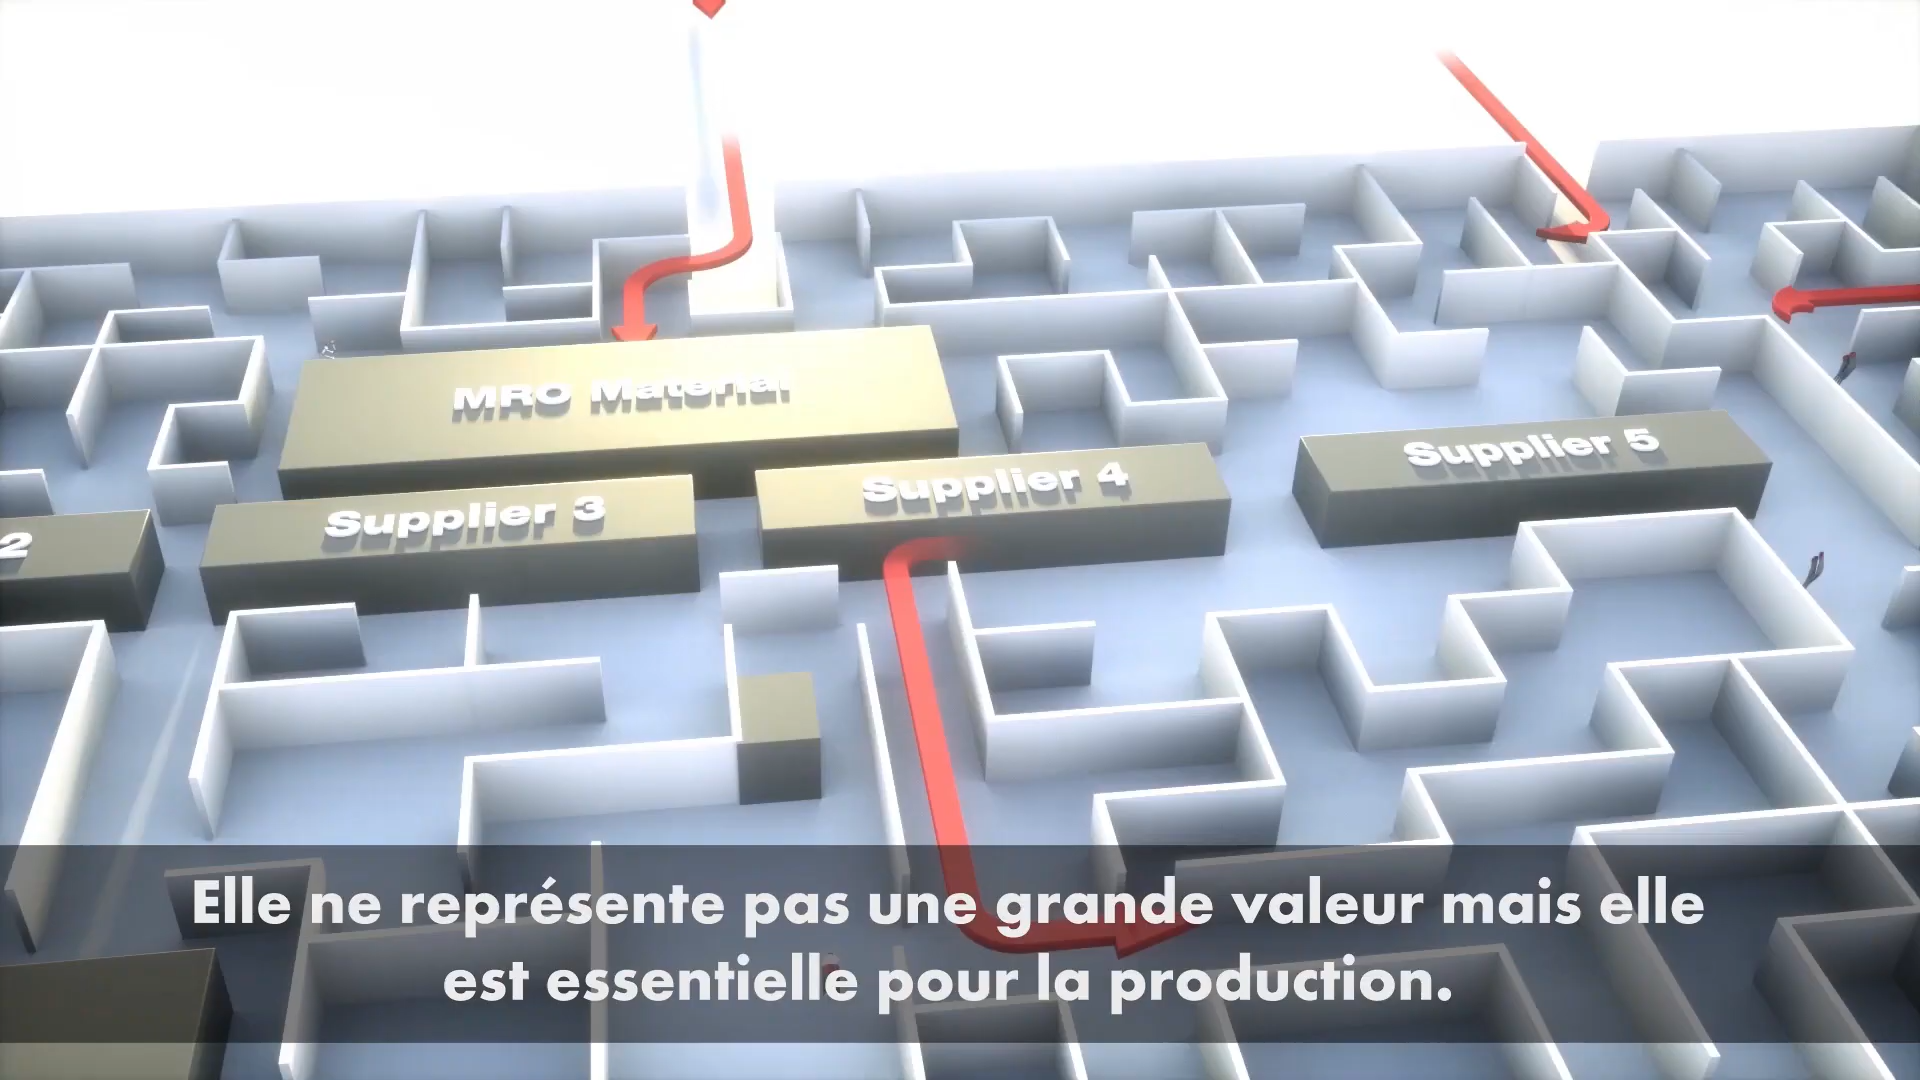 MRO Material
Supplier 5
Supplier 4
Supplier 3
2
Elle ne représente pas une grande valeur mais elle
est essentielle pour la production.